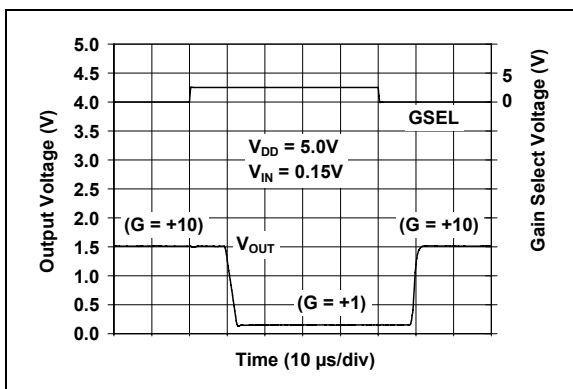 5.0
4.5
4.0
3.5
3.0
2.5
2.0
1.5
1.0
0.5
0.0
Output Voltage (V)
5
0
Gain Select Voltage (V)
GSEL
V_DD = 5.0V
V_IN = 0.15V
(G = +10)
(G = +10)
V_OUT
(G = +1)
Time (10 µs/div)